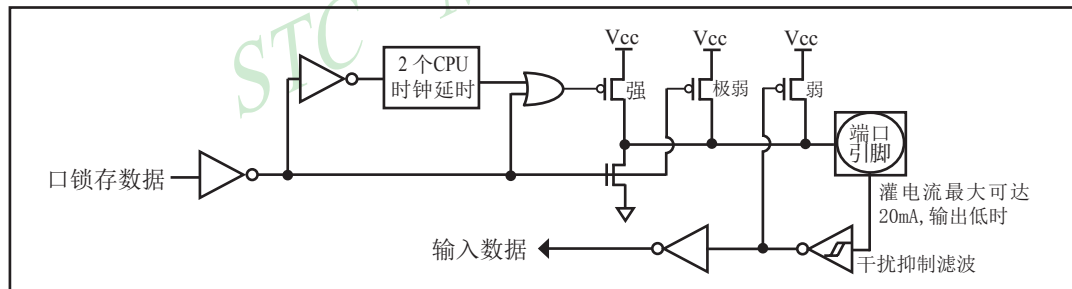 STC
Vcc
Vcc
Vcc
2 个CPU
时钟延时
强
极弱
弱
端口
引脚
口锁存数据
灌电流最大可达
20mA,输出低时
输入数据
干扰抑制滤波